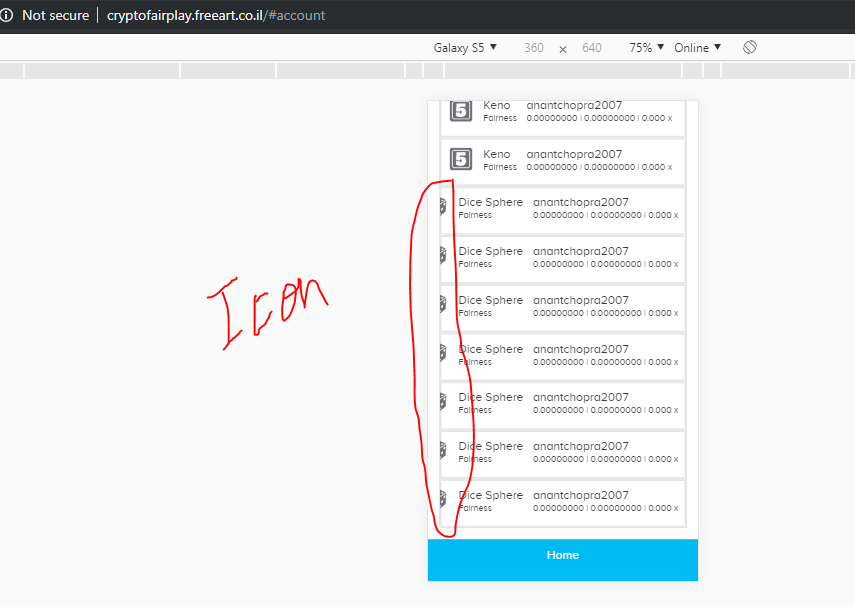 Not secure | cryptofairplay.freeart.co.il/#account
Galaxy S5 ▼ 360 x 640 75% ▼ Online ▼
5 Keno anantchopra2007
Fairness 0.00000000 | 0.00000000 | 0.000 x
5 Keno anantchopra2007
Fairness 0.00000000 | 0.00000000 | 0.000 x
Dice Sphere anantchopra2007
Fairness 0.00000000 | 0.00000000 | 0.000 x
Dice Sphere anantchopra2007
Fairness 0.00000000 | 0.00000000 | 0.000 x
Icon
Dice Sphere anantchopra2007
Fairness 0.00000000 | 0.00000000 | 0.000 x
Dice Sphere anantchopra2007
Fairness 0.00000000 | 0.00000000 | 0.000 x
Dice Sphere anantchopra2007
Fairness 0.00000000 | 0.00000000 | 0.000 x
Dice Sphere anantchopra2007
Fairness 0.00000000 | 0.00000000 | 0.000 x
Dice Sphere anantchopra2007
Fairness 0.00000000 | 0.00000000 | 0.000 x
Home